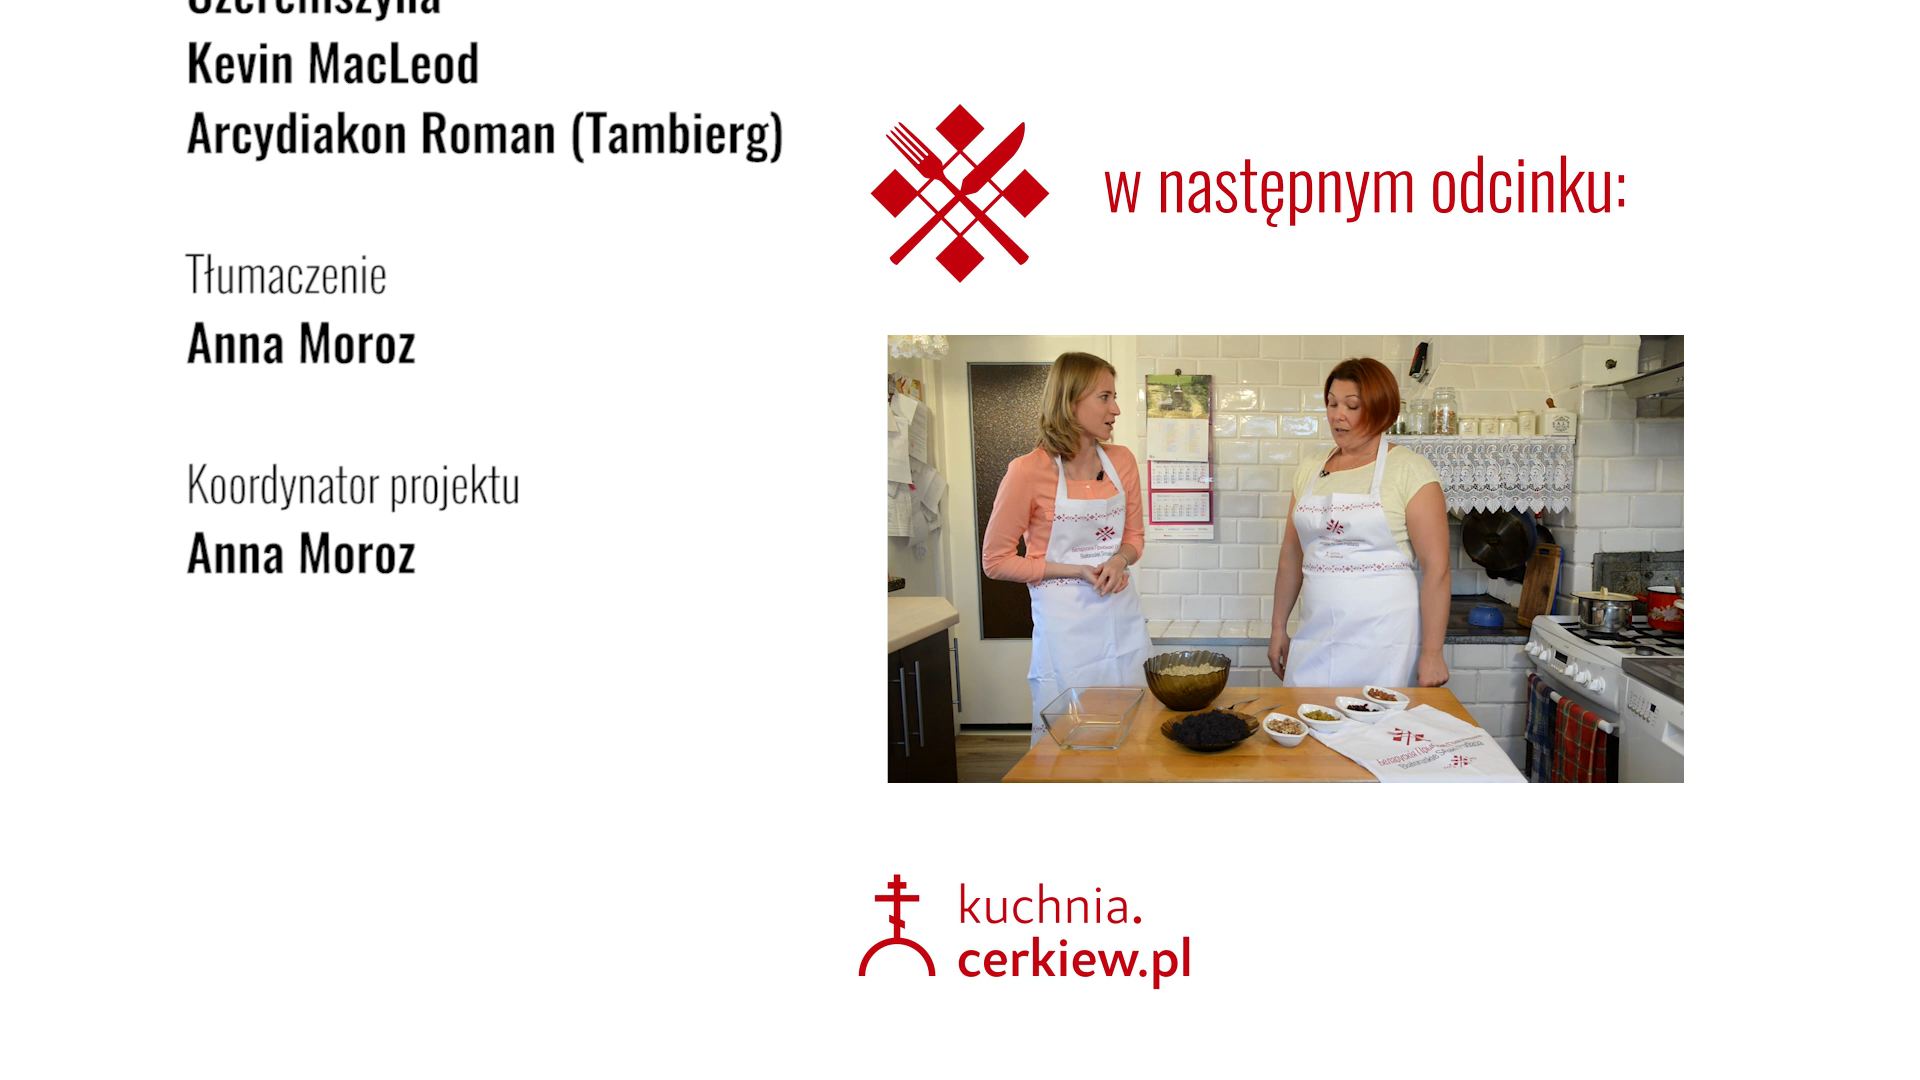 Kevin MacLeod
Arcydiakon Roman (Tambierg)
Tłumaczenie
Anna Moroz
Koordynator projektu
Anna Moroz
w następnym odcinku:
kuchnia.
cerkiew.pl